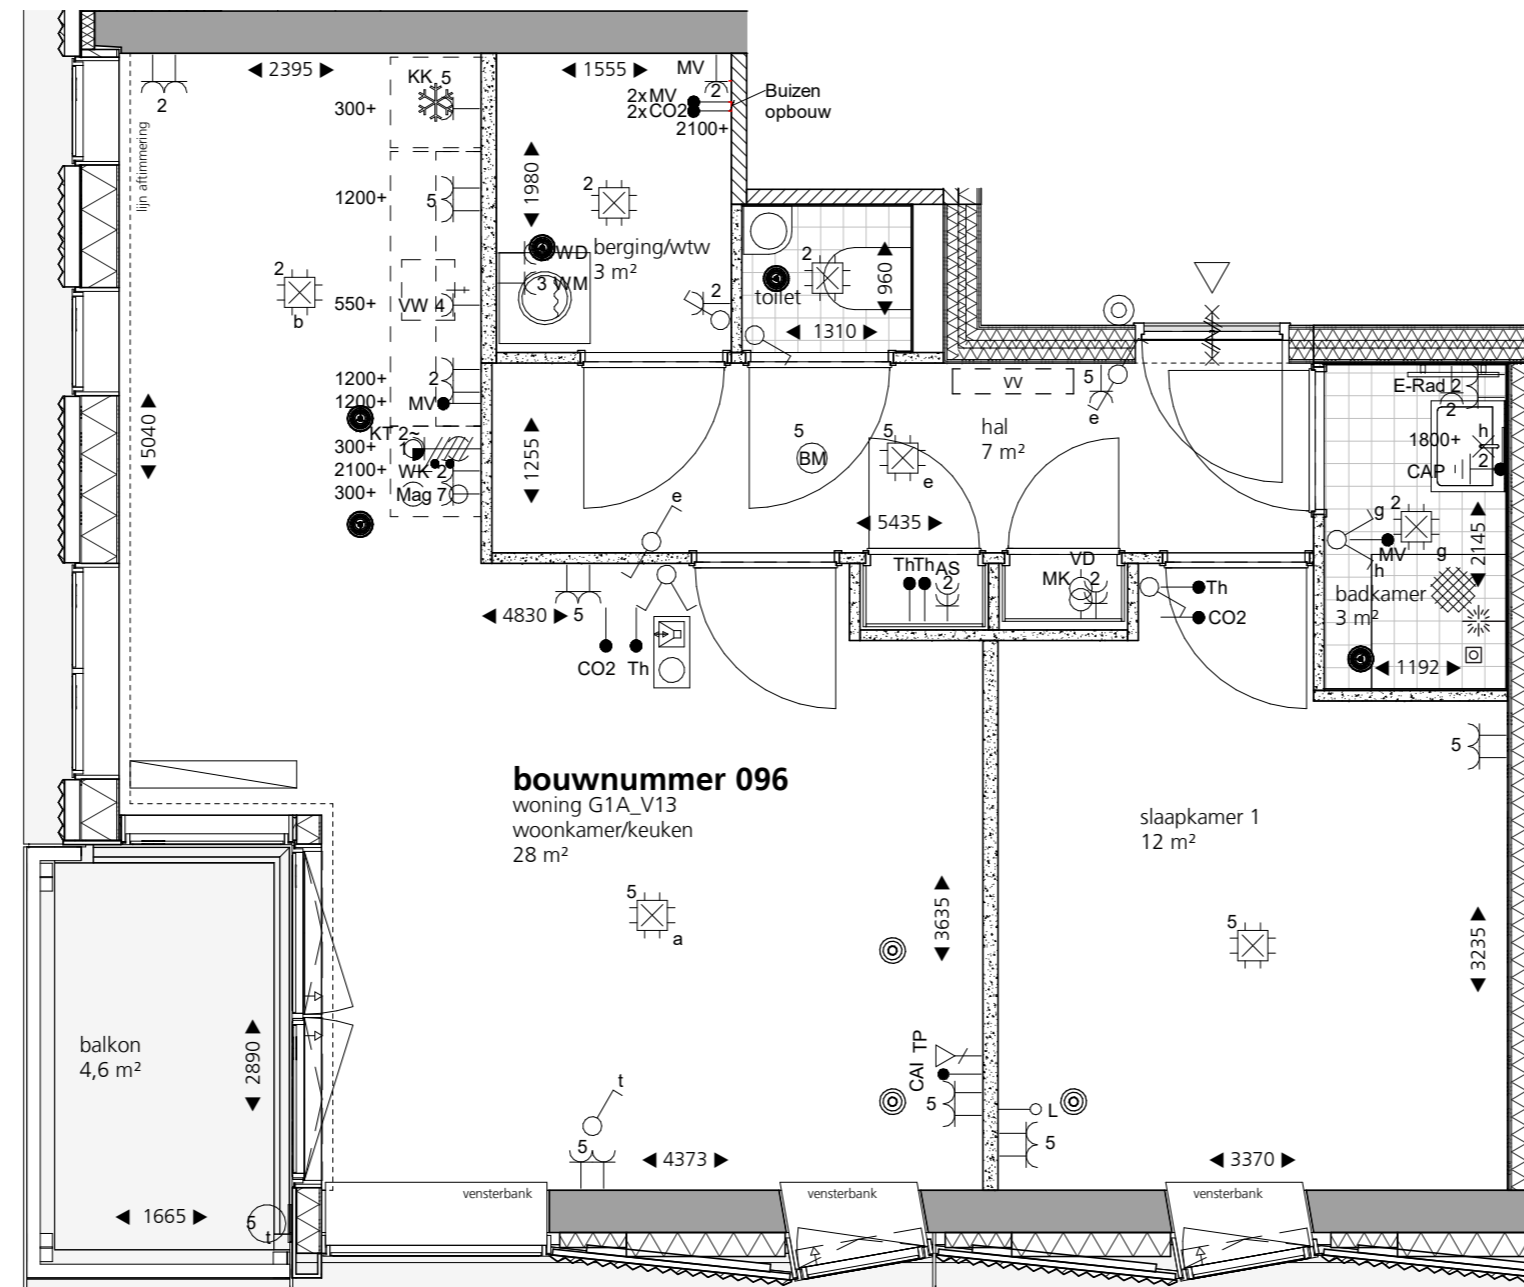 2395
KK 5
300+
2
1555
MV
2
2xMV
2xCO2
2100+
Buizen
opbouw
lijn aftimmering
1200+
5
1980
2
berging/wtw
3 m²
WD
3 WM
2
2
toilet
960
1310
2
b
550+
VW 4
1200+
2
1200+
MV
5040
KT 2~
300+
1
2100+
WK 2
300+
Mag 7
1255
5
BM
5
e
5435
vv
5
e
hal
7 m²
E-Rad 2
2
h
1800+
2
CAP
g
2
MV
g
h
2145
badkamer
3 m²
1192
e
4830
5
CO2
Th
ThTh
AS
2
VD
MK
2
Th
CO2
5
bouwnummer 096
woning G1A_V13
woonkamer/keuken
28 m²
slaapkamer 1
12 m²
5
a
3635
5
3235
balkon
4,6 m²
2890
CAI TP
5
L
5
t
5
4373
3370
1665
5
t
vensterbank
vensterbank
vensterbank